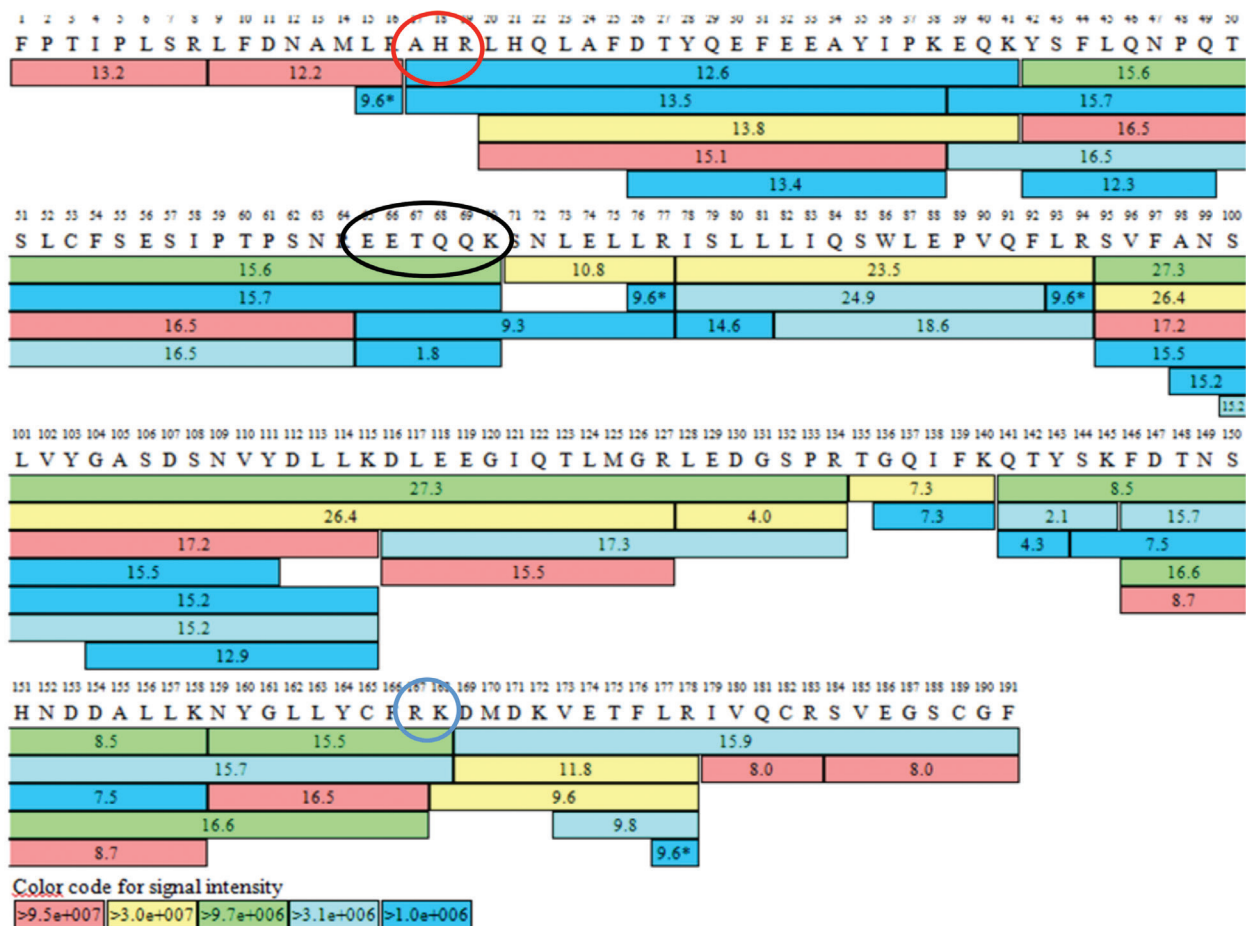 1 2 3 4 5 6 7 8 9 10 11 12 13 14 15 16 17 18 19 20 21 22 23 24 25 26 27 28 29 30 31 32 33 34 35 36 37 38 39 40 41 42 43 44 45 46 47 48 49 50
F P T I P L S R L F D N A M L R A H R L H Q L A F D T Y Q E F E E A Y I P K E Q K Y S F L Q N P Q T
13.2 12.2 12.6 15.6
9.6* 13.5 15.7
13.8 16.5
15.1 16.5
13.4 12.3
51 52 53 54 55 56 57 58 59 60 61 62 63 64 65 66 67 68 69 70 71 72 73 74 75 76 77 78 79 80 81 82 83 84 85 86 87 88 89 90 91 92 93 94 95 96 97 98 99 100
S L C F S E S I P T P S N R E E T Q Q K S N L E L L R I S L L L I Q S W L E P V Q F L R S V F A N S
15.6 10.8 23.5 27.3
15.7 9.6* 24.9 9.6* 26.4
16.5 9.3 14.6 18.6 17.2
16.5 1.8 15.5
15.2
15.2
101 102 103 104 105 106 107 108 109 110 111 112 113 114 115 116 117 118 119 120 121 122 123 124 125 126 127 128 129 130 131 132 133 134 135 136 137 138 139 140 141 142 143 144 145 146 147 148 149 150
L V Y G A S D S N V Y D L L K D L E E G I Q T L M G R L E D G S P R T G Q I F K Q T Y S K F D T N S
27.3 7.3 8.5
26.4 4.0 7.3 2.1 15.7
17.2 17.3 4.3 7.5
15.5 15.5 16.6
15.2 8.7
15.2
12.9
151 152 153 154 155 156 157 158 159 160 161 162 163 164 165 166 167 168 169 170 171 172 173 174 175 176 177 178 179 180 181 182 183 184 185 186 187 188 189 190 191
H N D D A L L K N Y G L L Y C F R K D M D K V E T F L R I V Q C R S V E G S C G F
8.5 15.5 15.9
15.7 11.8 8.0 8.0
7.5 16.5 9.6
16.6 9.8
8.7 9.6*
Color code for signal intensity
>9.5e+007 >3.0e+007 >9.7e+006 >3.1e+006 >1.0e+006